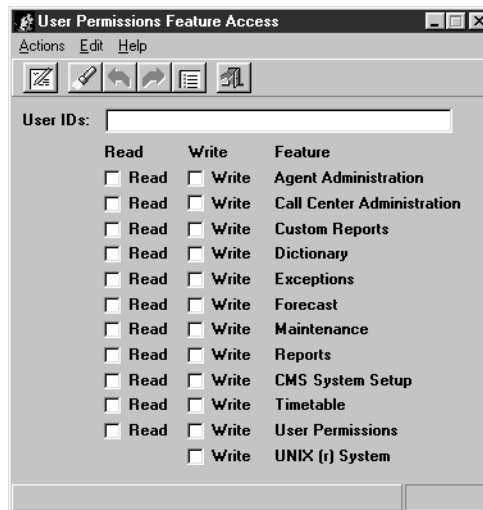 User Permissions Feature Access
Actions Edit Help
User IDs:
Read Write Feature
Read Write Agent Administration
Read Write Call Center Administration
Read Write Custom Reports
Read Write Dictionary
Read Write Exceptions
Read Write Forecast
Read Write Maintenance
Read Write Reports
Read Write CMS System Setup
Read Write Timetable
Read Write User Permissions
Write UNIX (r) System